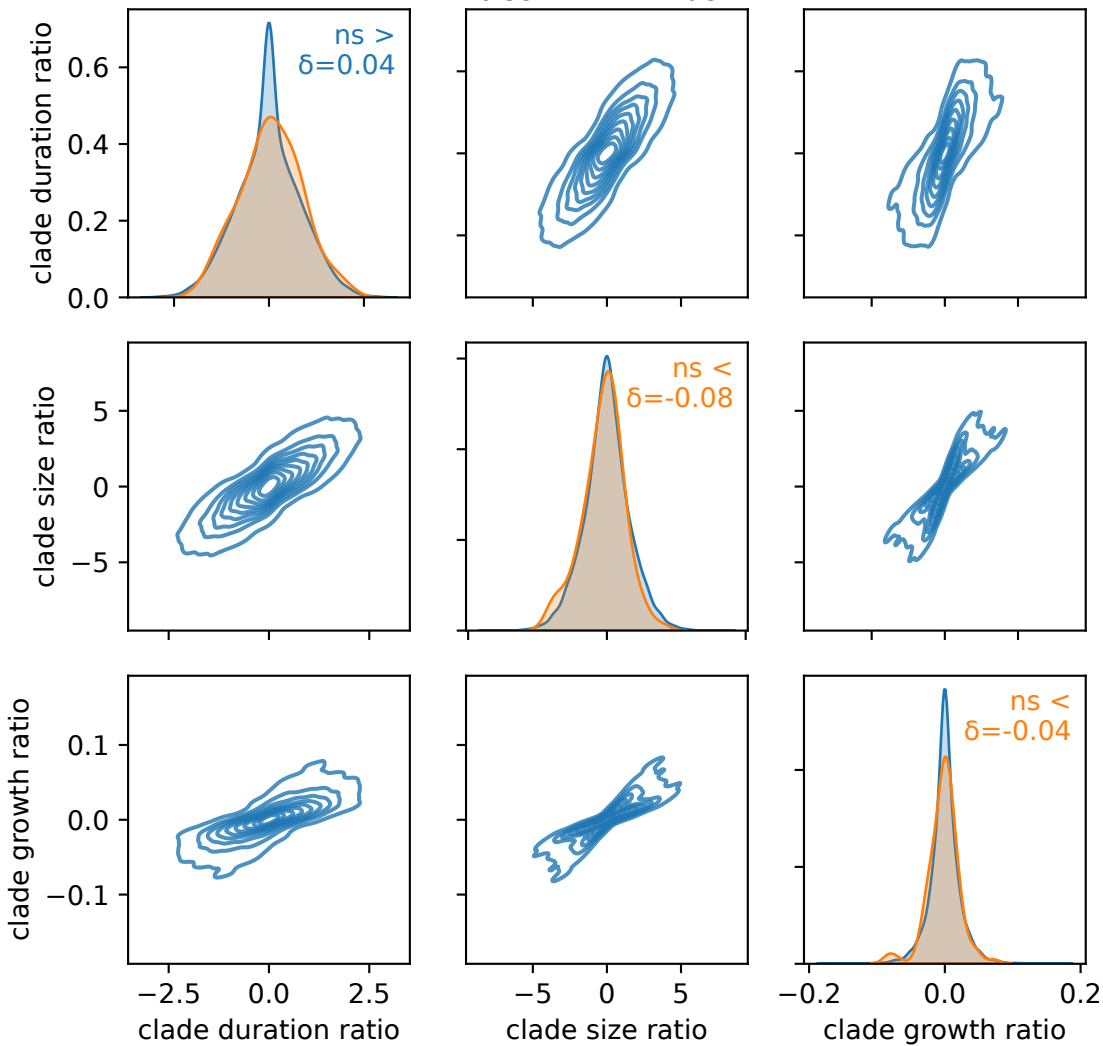 clade duration ratio
0.6
0.4
0.2
0.0
ns >
δ=0.04
clade size ratio
5
0
−5
ns <
δ=-0.08
clade growth ratio
0.1
0.0
−0.1
ns <
δ=-0.04
−2.5 0.0 2.5
−5 0 5
−0.2 0.0 0.2
clade duration ratio
clade size ratio
clade growth ratio